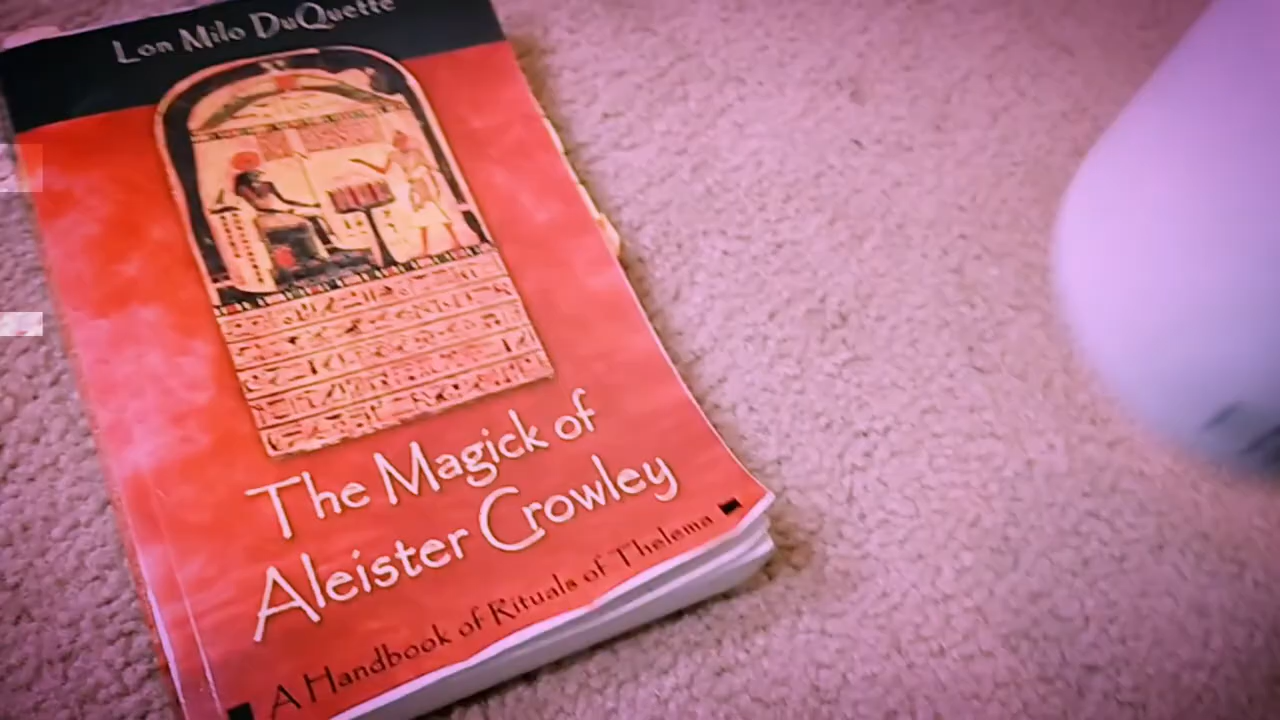 Lon Milo DuQuette
The Magick of
Aleister Crowley
A Handbook of Rituals of Thelema